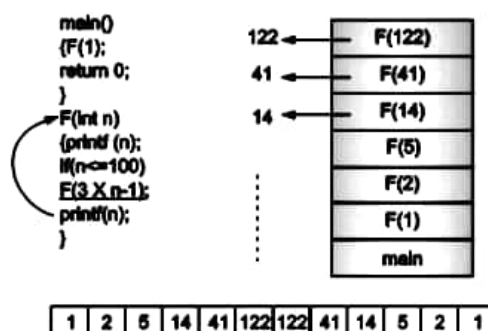 main()
{F(1);
return 0;
}
F(int n)
{printf (n);
if(n<=100)
F(3 X n-1);
printf(n);
}
122
41
14
F(122)
F(41)
F(14)
F(5)
F(2)
F(1)
main
1 2 5 14 41 122 122 41 14 5 2 1